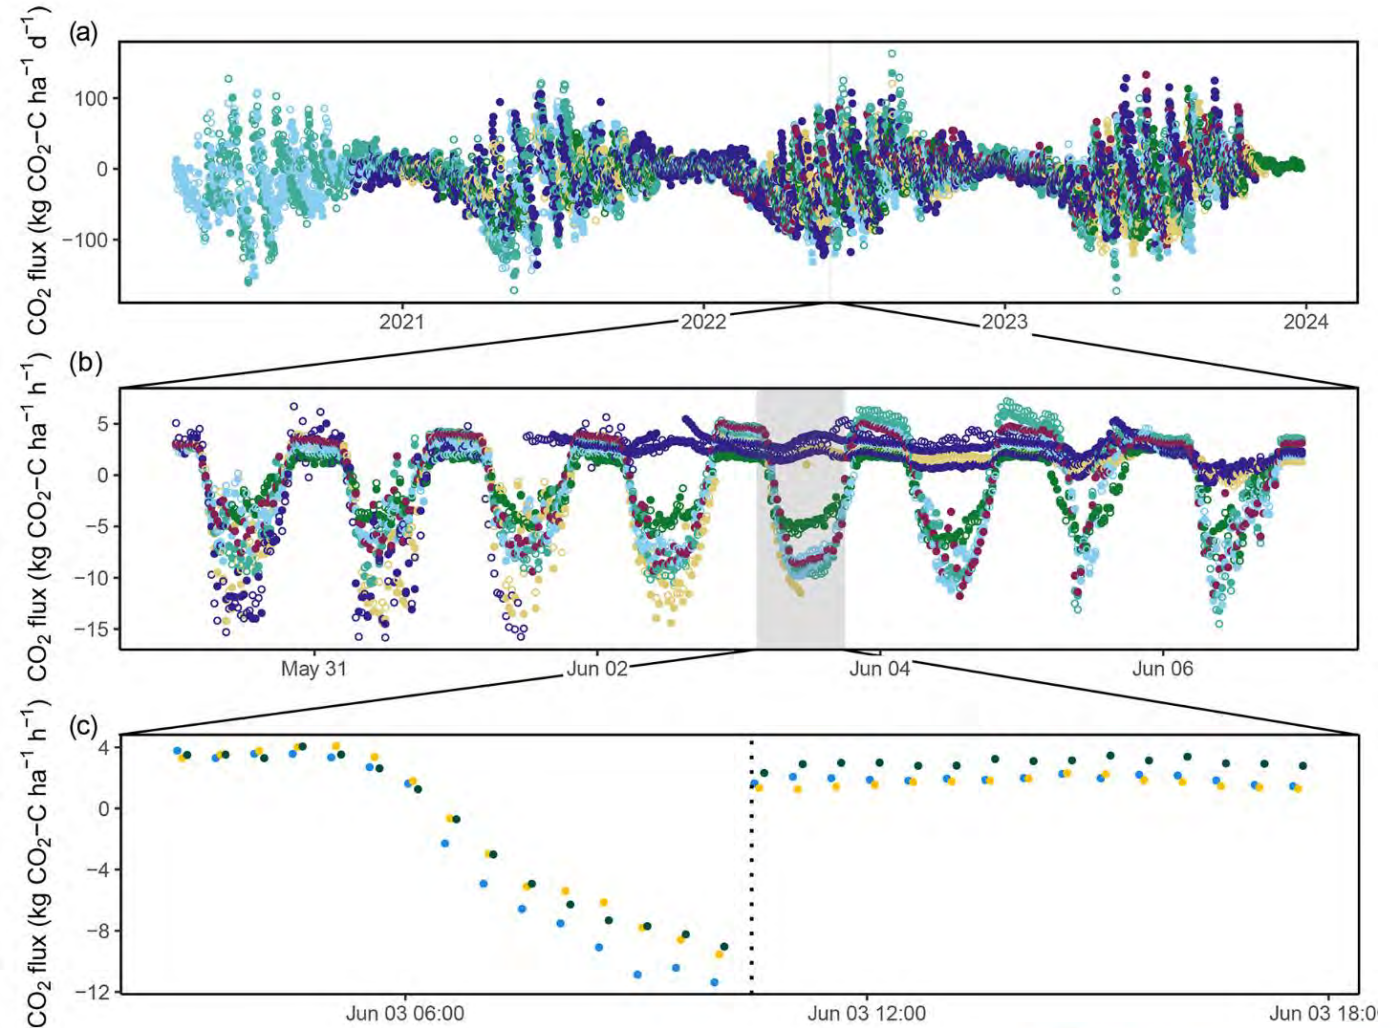 (a)
CO₂ flux (kg CO₂−C ha⁻¹ d⁻¹)
100
0
−100
2021 2022 2023 2024
(b)
CO₂ flux (kg CO₂−C ha⁻¹ h⁻¹)
5
0
−5
−10
−15
May 31 Jun 02 Jun 04 Jun 06
(c)
CO₂ flux (kg CO₂−C ha⁻¹ h⁻¹)
4
0
−4
−8
−12
Jun 03 06:00 Jun 03 12:00 Jun 03 18:0